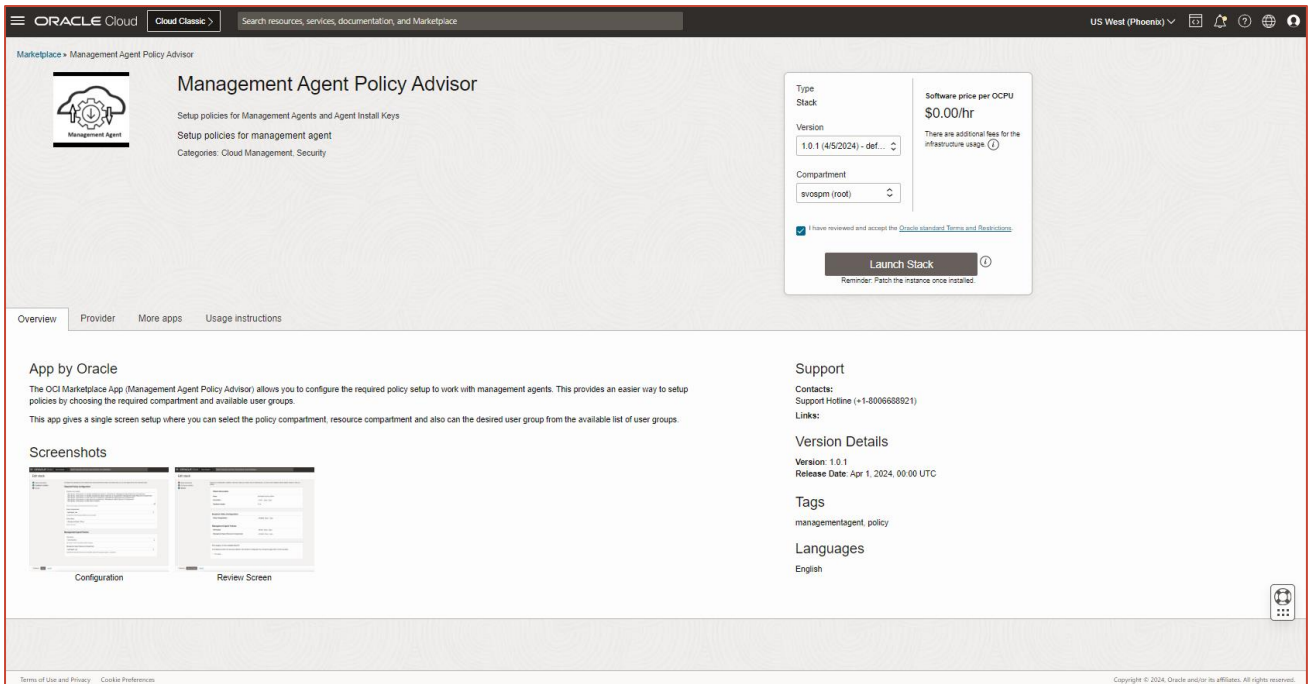 ORACLE Cloud
Cloud Classic >
Search resources, services, documentation, and Marketplace
US West (Phoenix)
Marketplace » Management Agent Policy Advisor
Management Agent
Management Agent Policy Advisor
Setup policies for Management Agents and Agent Install Keys
Setup policies for management agent
Categories: Cloud Management, Security
Type
Stack
Version
1.0.1 (4/5/2024) - def...
Compartment
svospm (root)
Software price per OCPU
$0.00/hr
There are additional fees for the
infrastructure usage.
I have reviewed and accept the Oracle standard Terms and Restrictions.
Launch Stack
Reminder: Patch the instance once installed.
Overview
Provider
More apps
Usage instructions
App by Oracle
The OCI Marketplace App (Management Agent Policy Advisor) allows you to configure the required policy setup to work with management agents. This provides an easier way to setup
policies by choosing the required compartment and available user groups.
This app gives a single screen setup where you can select the policy compartment, resource compartment and also can the desired user group from the available list of user groups.
Screenshots
Configuration
Review Screen
Support
Contacts:
Support Hotline (+1-8006688921)
Links:
Version Details
Version: 1.0.1
Release Date: Apr 1, 2024, 00:00 UTC
Tags
managementagent, policy
Languages
English
Terms of Use and Privacy
Cookie Preferences
Copyright © 2024, Oracle and/or its affiliates. All rights reserved.